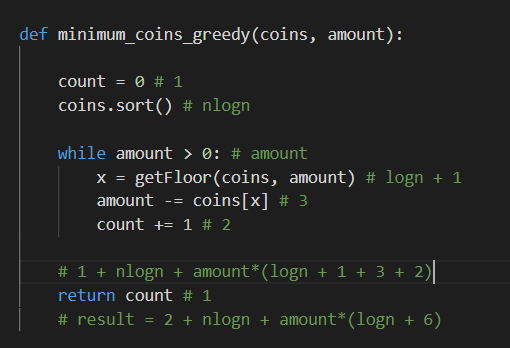 def minimum_coins_greedy(coins, amount):
count = 0 # 1
coins.sort() # nlogn
while amount > 0: # amount
x = getFloor(coins, amount) # logn + 1
amount -= coins[x] # 3
count += 1 # 2
# 1 + nlogn + amount*(logn + 1 + 3 + 2)
return count # 1
# result = 2 + nlogn + amount*(logn + 6)